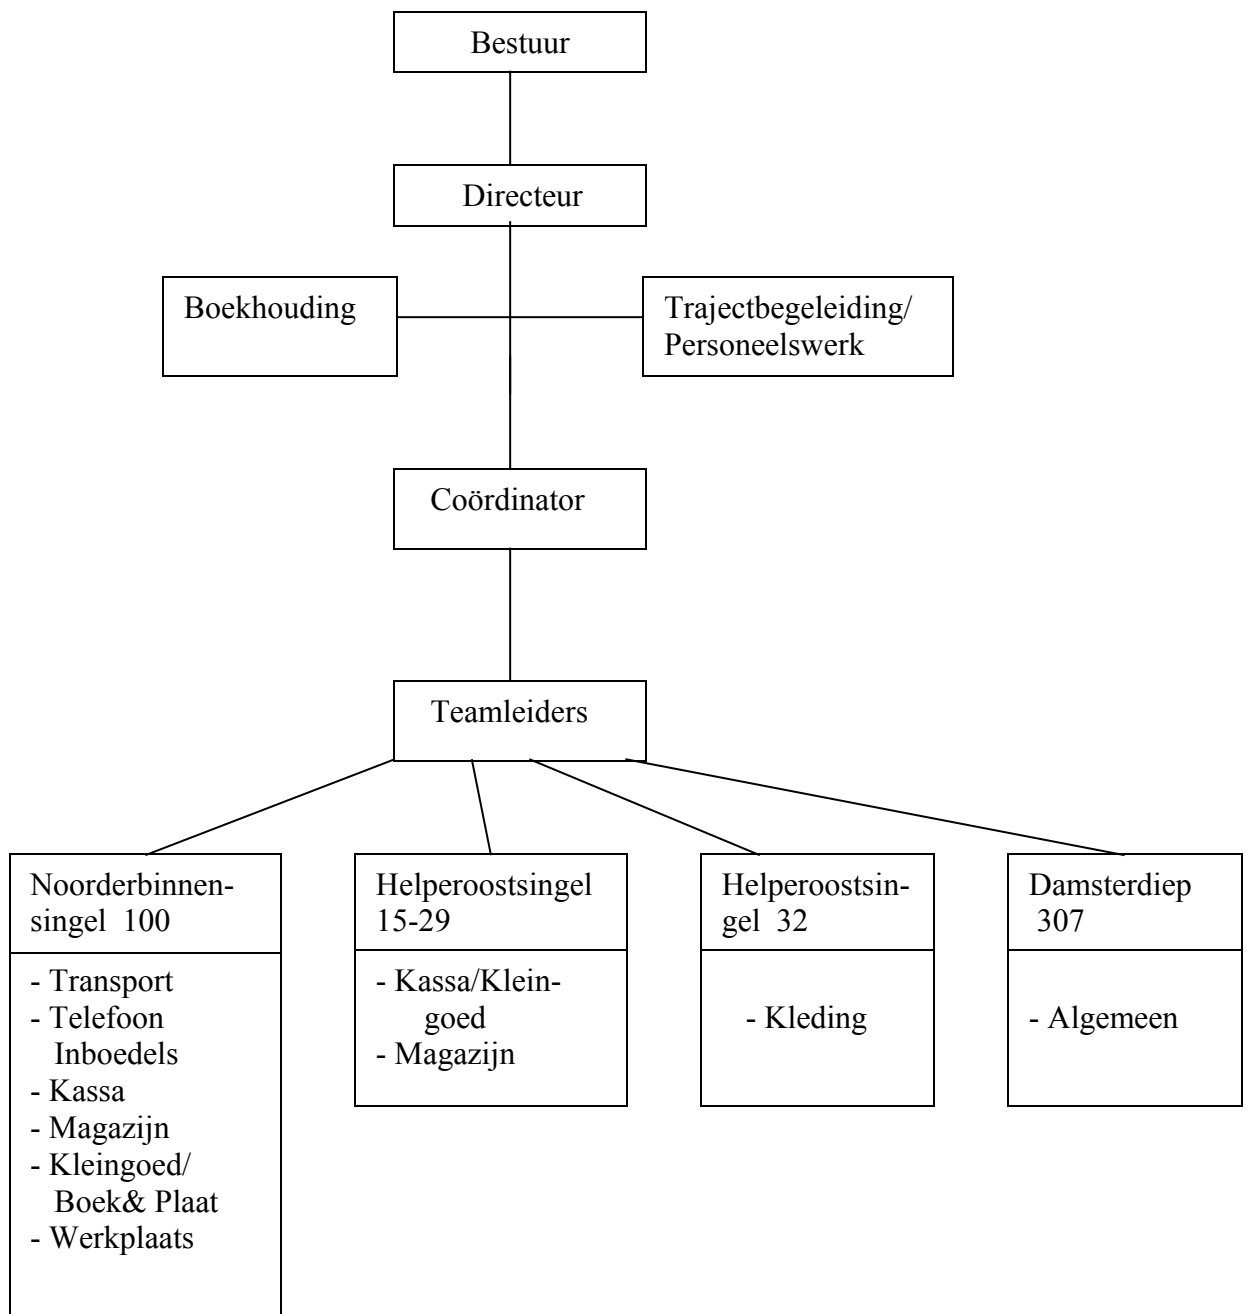 Bestuur
Directeur
Boekhouding
Trajectbegeleiding/
Personeelswerk
Coördinator
Teamleiders
Noorderbinnen-
singel 100
- Transport
- Telefoon
Inboedels
- Kassa
- Magazijn
- Kleingoed/
Boek& Plaat
- Werkplaats
Helperoostsingel
15-29
- Kassa/Klein-
goed
- Magazijn
Helperoostsin-
gel 32
- Kleding
Damsterdiep
307
- Algemeen